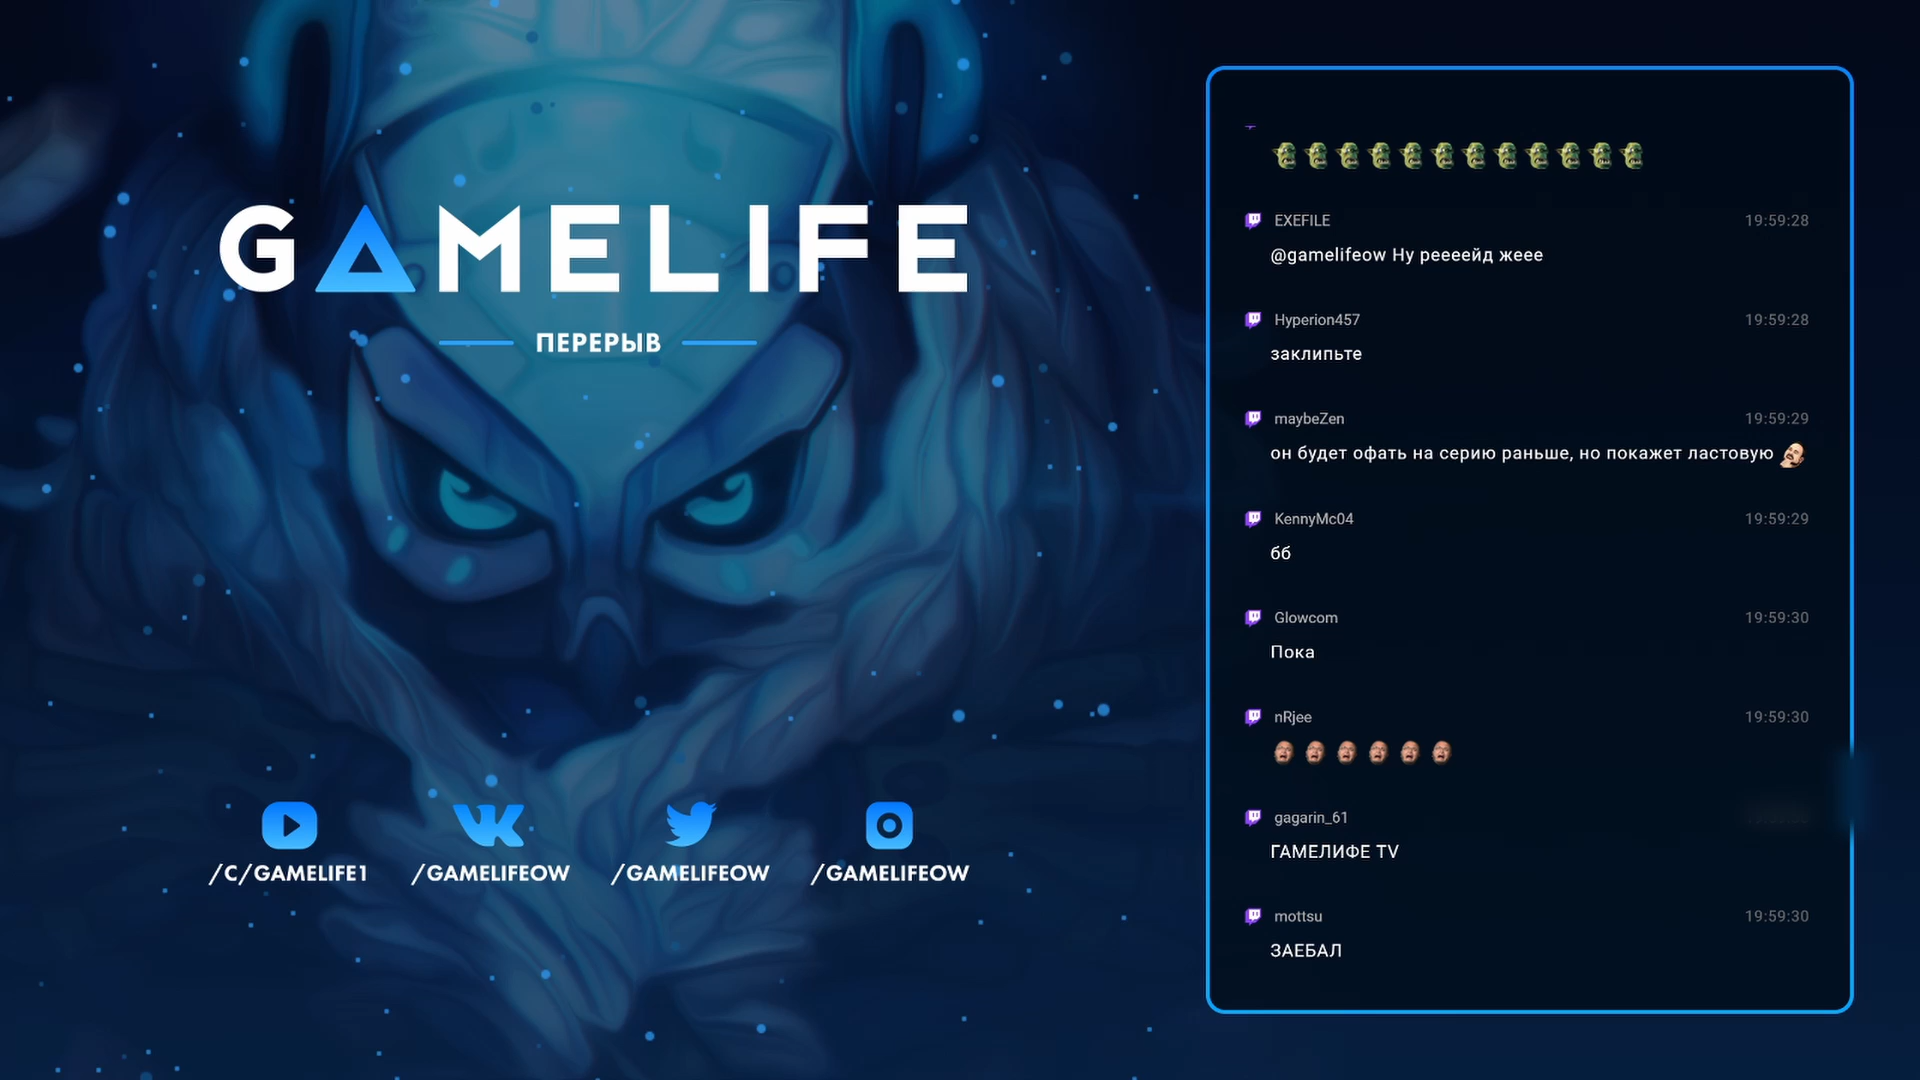 GAMELIFE
ПЕРЕРЫВ
/C/GAMELIFE1
/GAMELIFEOW
/GAMELIFEOW
/GAMELIFEOW
EXEFILE 19:59:28
@gamelifeow Ну реееейд жеее
Hyperion457 19:59:28
заклипьте
maybeZen 19:59:29
он будет офать на серию раньше, но покажет ластовую
KennyMc04 19:59:29
бб
Glowcom 19:59:30
Пока
nRjee 19:59:30
gagarin_61
ГАМЕЛИФЕ TV
mottsu 19:59:30
ЗАЕБАЛ